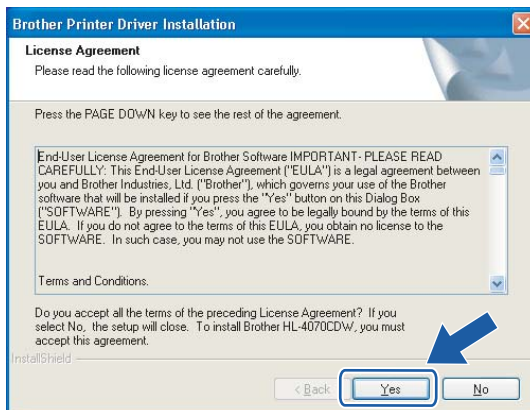 Brother Printer Driver Installation
License Agreement
Please read the following license agreement carefully.
Press the PAGE DOWN key to see the rest of the agreement.
End-User License Agreement for Brother Software IMPORTANT- PLEASE READ
CAREFULLY: This End-User License Agreement ("EULA") is a legal agreement between
you and Brother Industries, Ltd. ("Brother"), which governs your use of the Brother
software that will be installed if you press the "Yes" button on this Dialog Box
("SOFTWARE"). By pressing "Yes", you agree to be legally bound by the terms of this
EULA. If you do not agree to the terms of this EULA, you obtain no license to the
SOFTWARE. In such case, you may not use the SOFTWARE.
Terms and Conditions.
Do you accept all the terms of the preceding License Agreement? If you
select No, the setup will close. To install Brother HL-4070CDW, you must
accept this agreement.
InstallShield
< Back
Yes
No